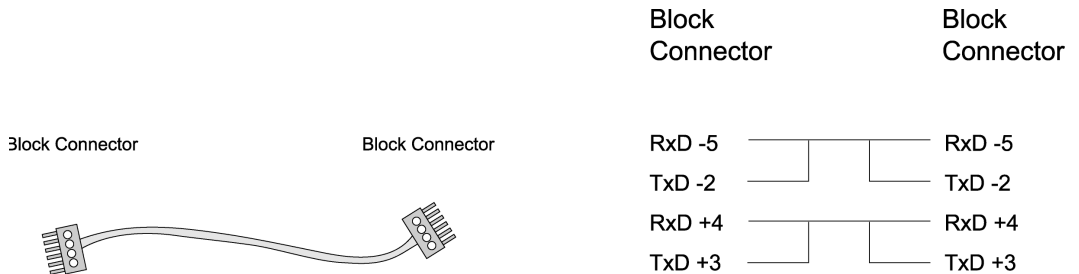 Block
Connector
Block
Connector
Block Connector
Block Connector
RxD -5
RxD -5
TxD -2
TxD -2
RxD +4
RxD +4
TxD +3
TxD +3